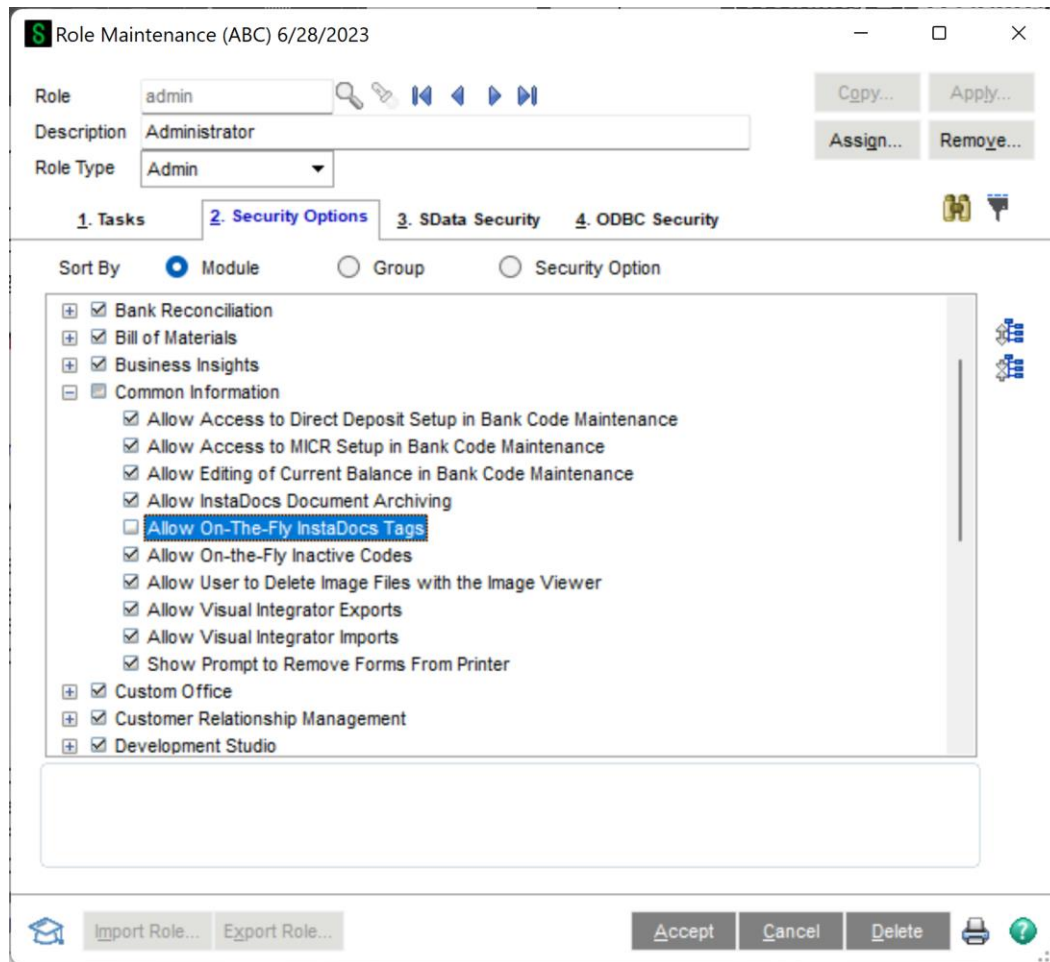 Role Maintenance (ABC) 6/28/2023
Role admin Copy... Apply...
Description Administrator Assign... Remove...
Role Type Admin
1. Tasks 2. Security Options 3. SData Security 4. ODBC Security
Sort By Module Group Security Option
Bank Reconciliation
Bill of Materials
Business Insights
Common Information
Allow Access to Direct Deposit Setup in Bank Code Maintenance
Allow Access to MICR Setup in Bank Code Maintenance
Allow Editing of Current Balance in Bank Code Maintenance
Allow InstaDocs Document Archiving
Allow On-The-Fly InstaDocs Tags
Allow On-the-Fly Inactive Codes
Allow User to Delete Image Files with the Image Viewer
Allow Visual Integrator Exports
Allow Visual Integrator Imports
Show Prompt to Remove Forms From Printer
Custom Office
Customer Relationship Management
Development Studio
Import Role... Export Role... Accept Cancel Delete